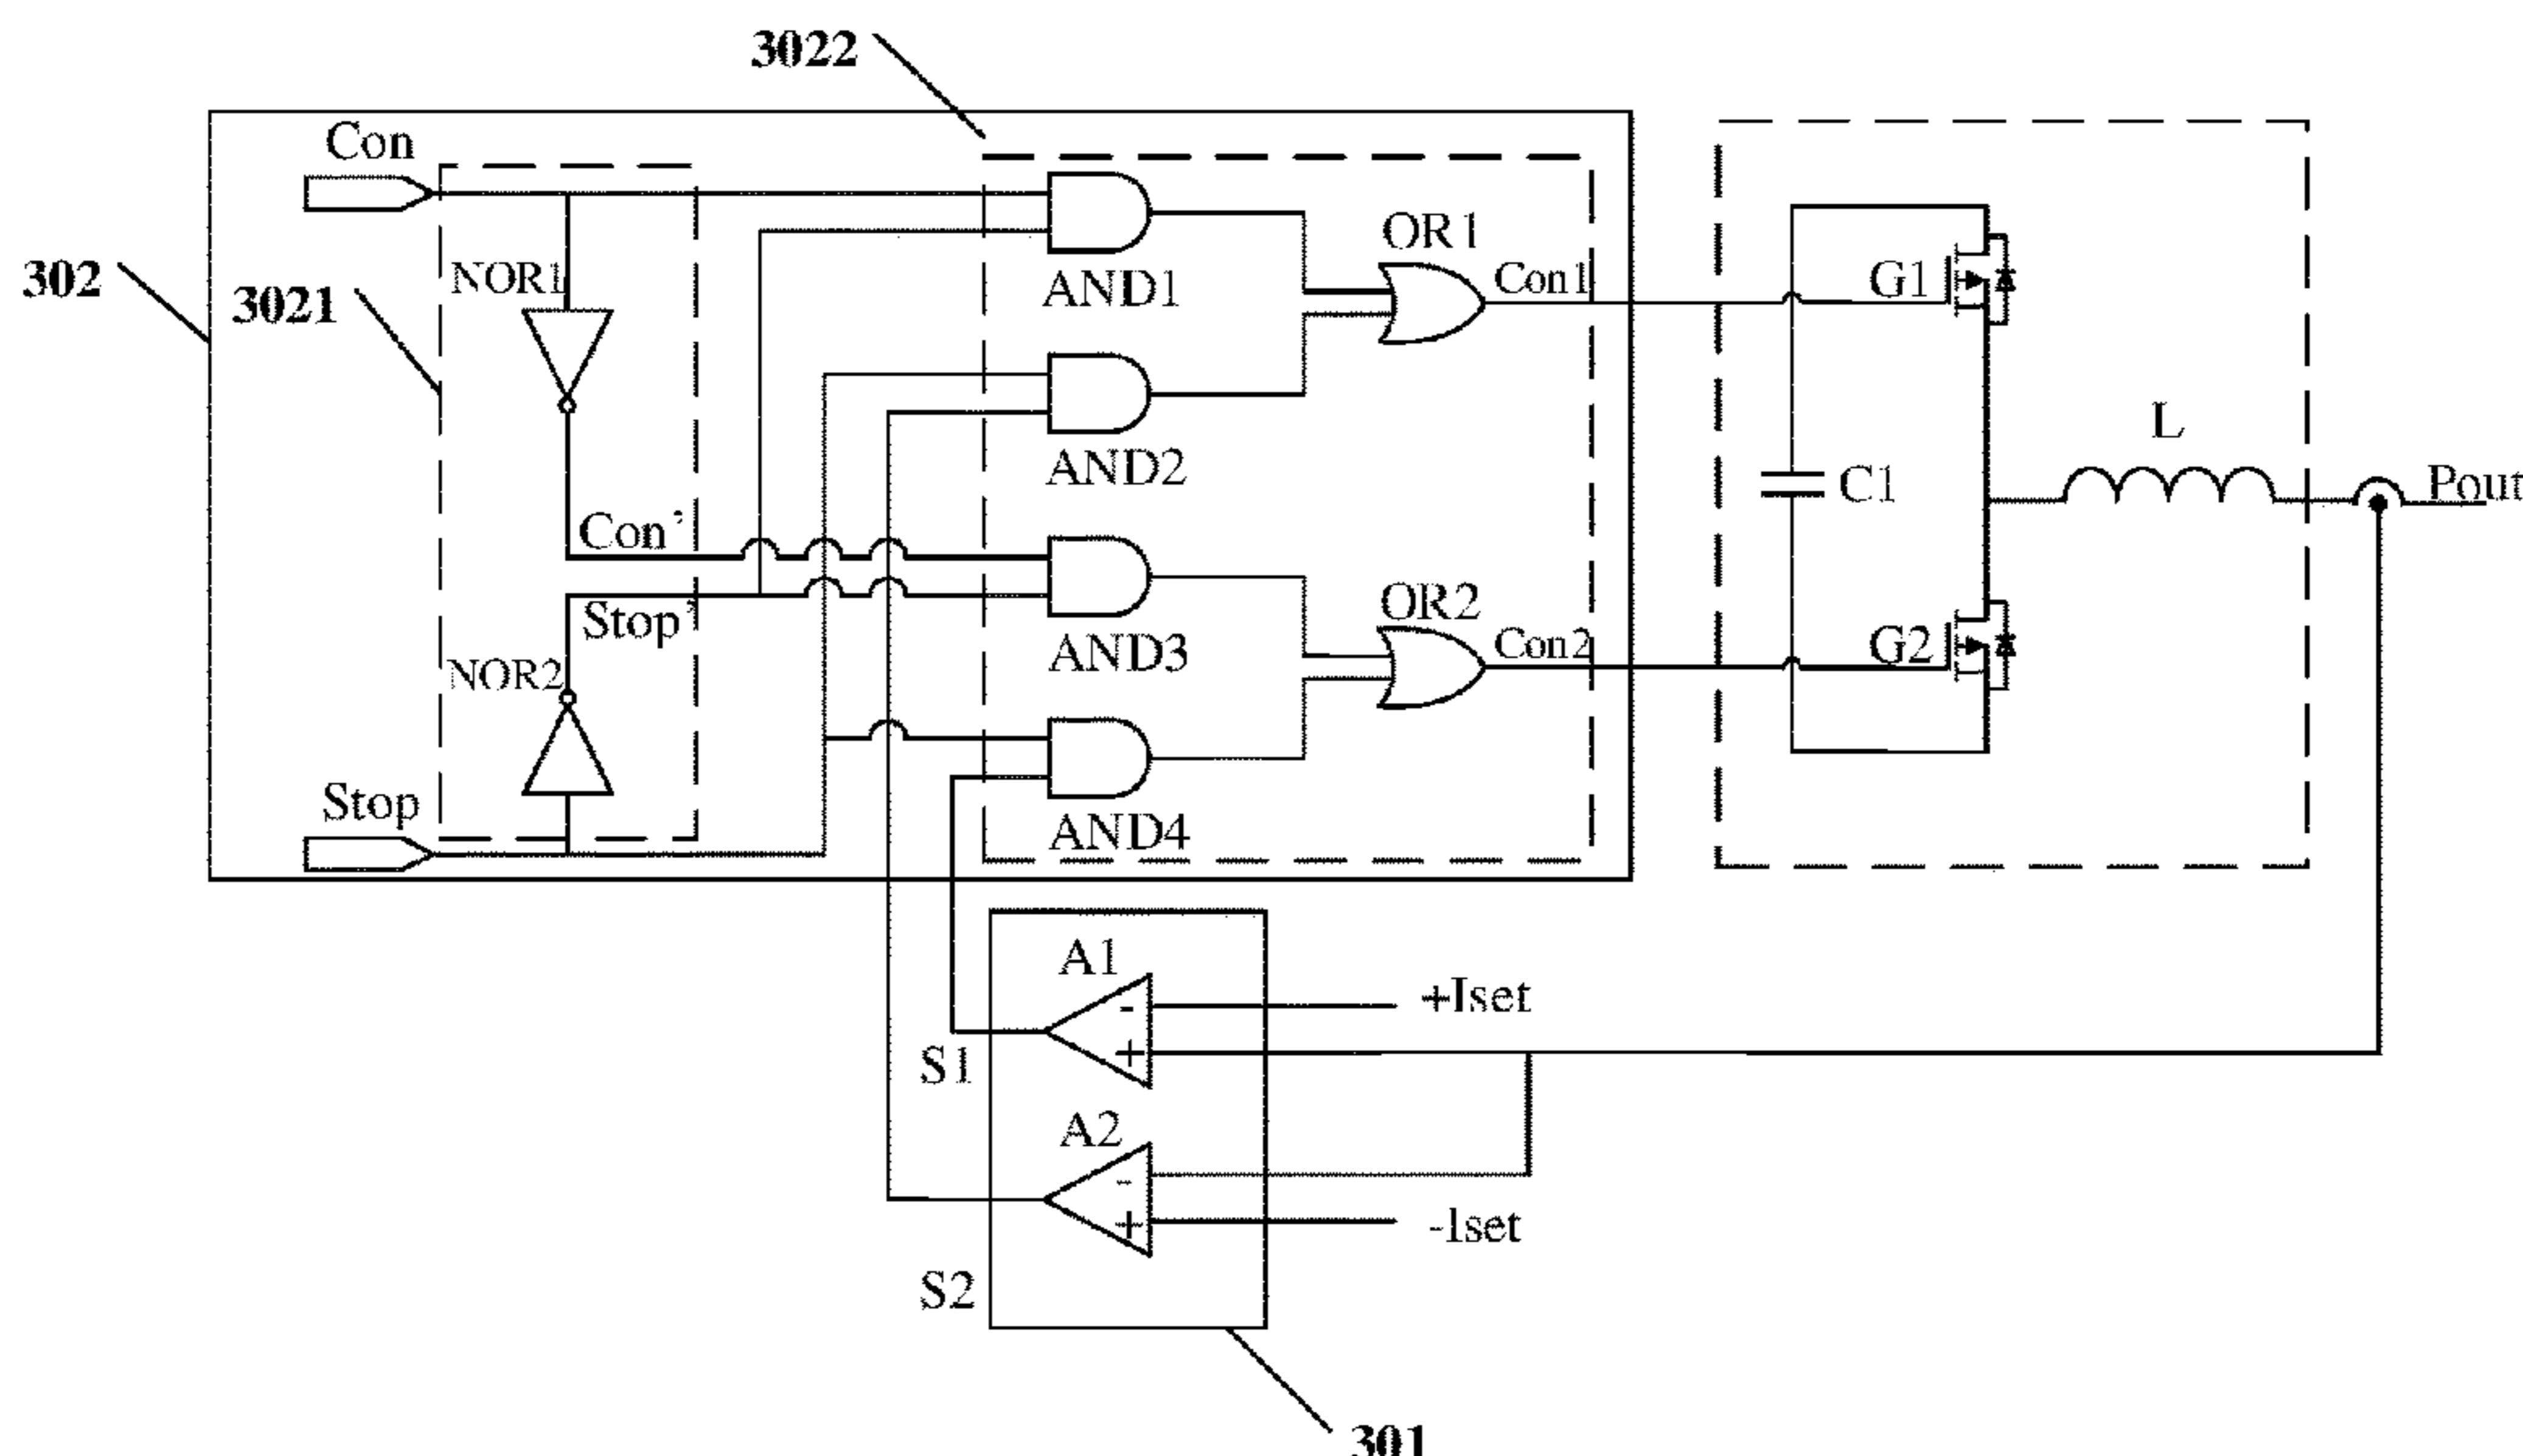 3022
Con
302
3021
NOR1
AND1
OR1
Con1
G1
AND2
L
C1
Pout
Con’
Stop’
AND3
OR2
Con2
G2
NOR2
Stop
AND4
A1
-
+Iset
+
S1
A2
-
+
-Iset
S2
301